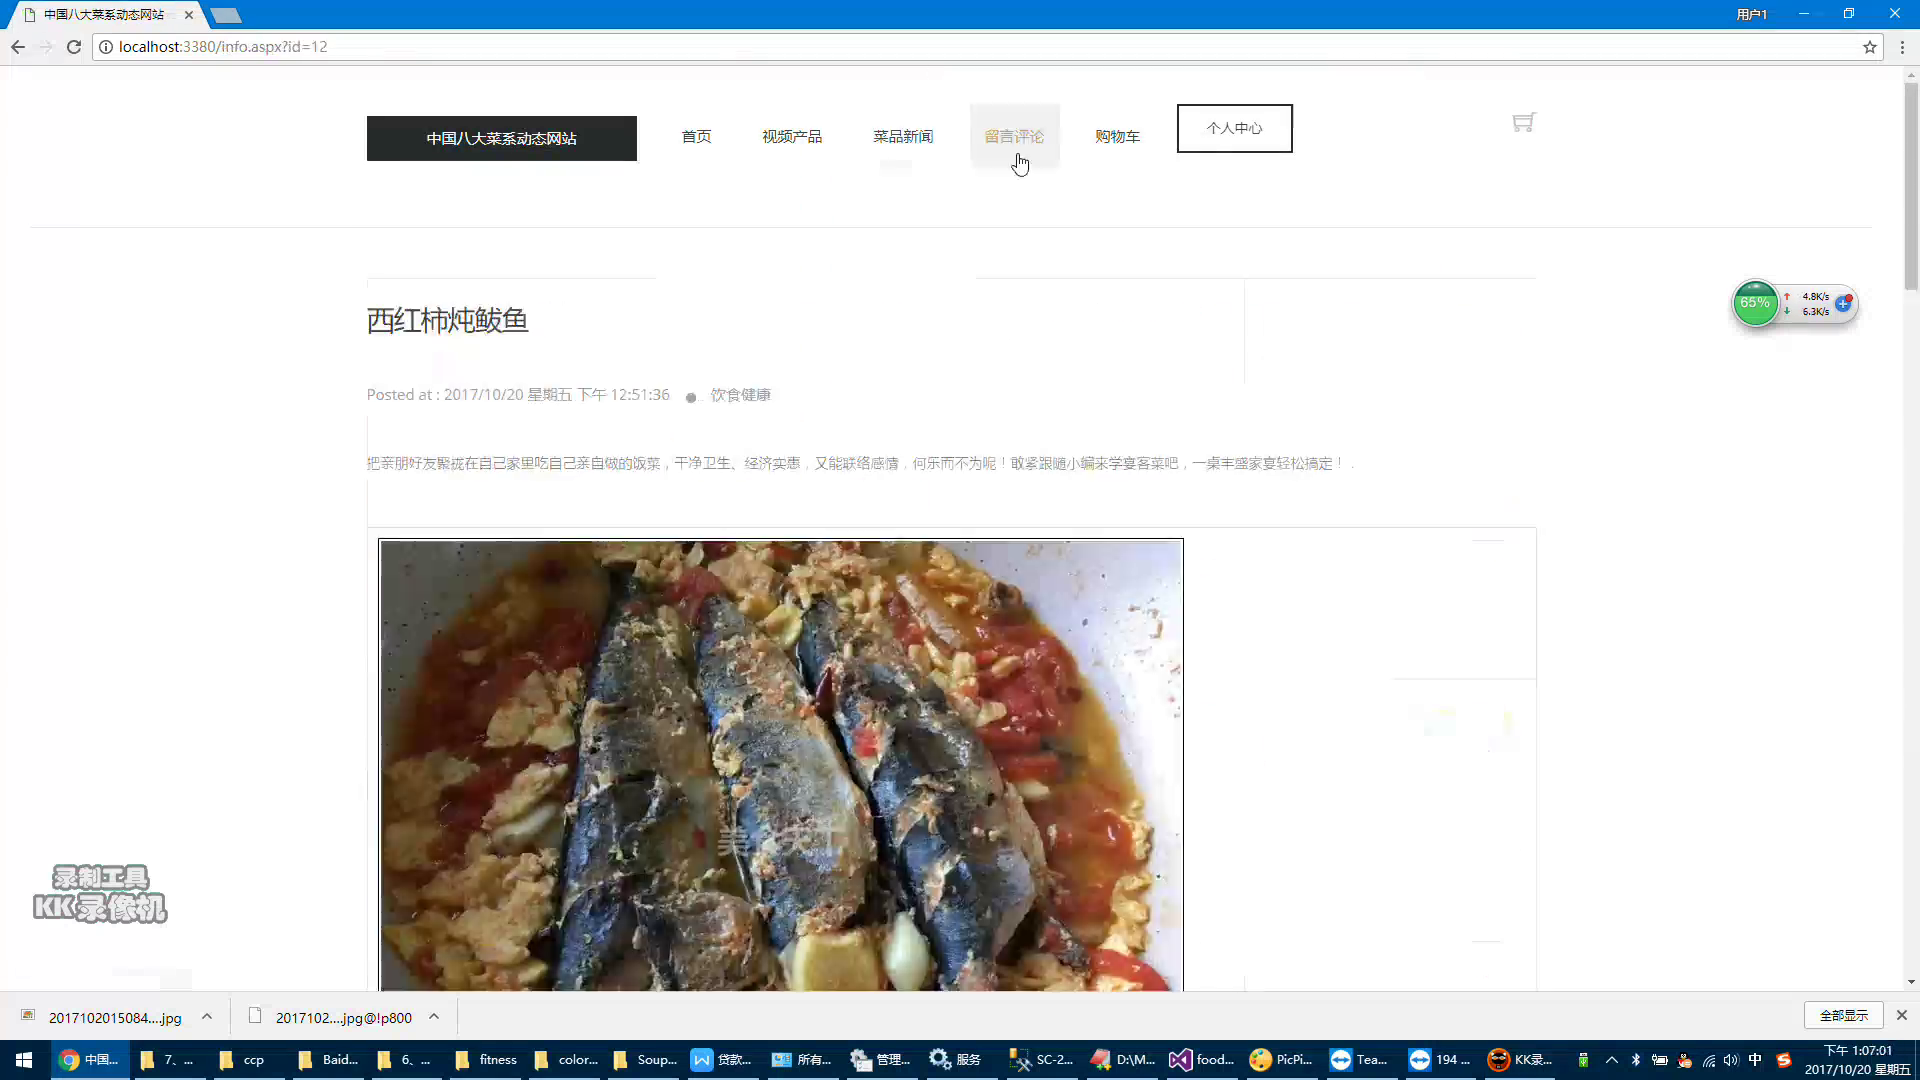 中国八大菜系动态网站
用户1
localhost:3380/info.aspx?id=12
中国八大菜系动态网站
首页
视频产品
菜品新闻
留言评论
购物车
个人中心
65%
4.8K/s
6.3K/s
西红柿炖鲅鱼
Posted at : 2017/10/20 星期五 下午 12:51:36
饮食健康
把亲朋好友聚拢在自己家里吃自己亲自做的饭菜，干净卫生、经济实惠，又能联络感情，何乐而不为呢！敢紧跟随小编来学宴客菜吧，一桌丰盛家宴轻松搞定！.
录制工具
KK录像机
2017102015084....jpg
2017102....jpg@!p800
全部显示
中国...
7、...
ccp
Baid...
6、...
fitness
color...
Soup...
贷款...
所有...
管理...
服务
SC-2...
D:\M...
food...
PicPi...
Tea...
194 ...
KK录...
中
下午 1:07:01
2017/10/20 星期五